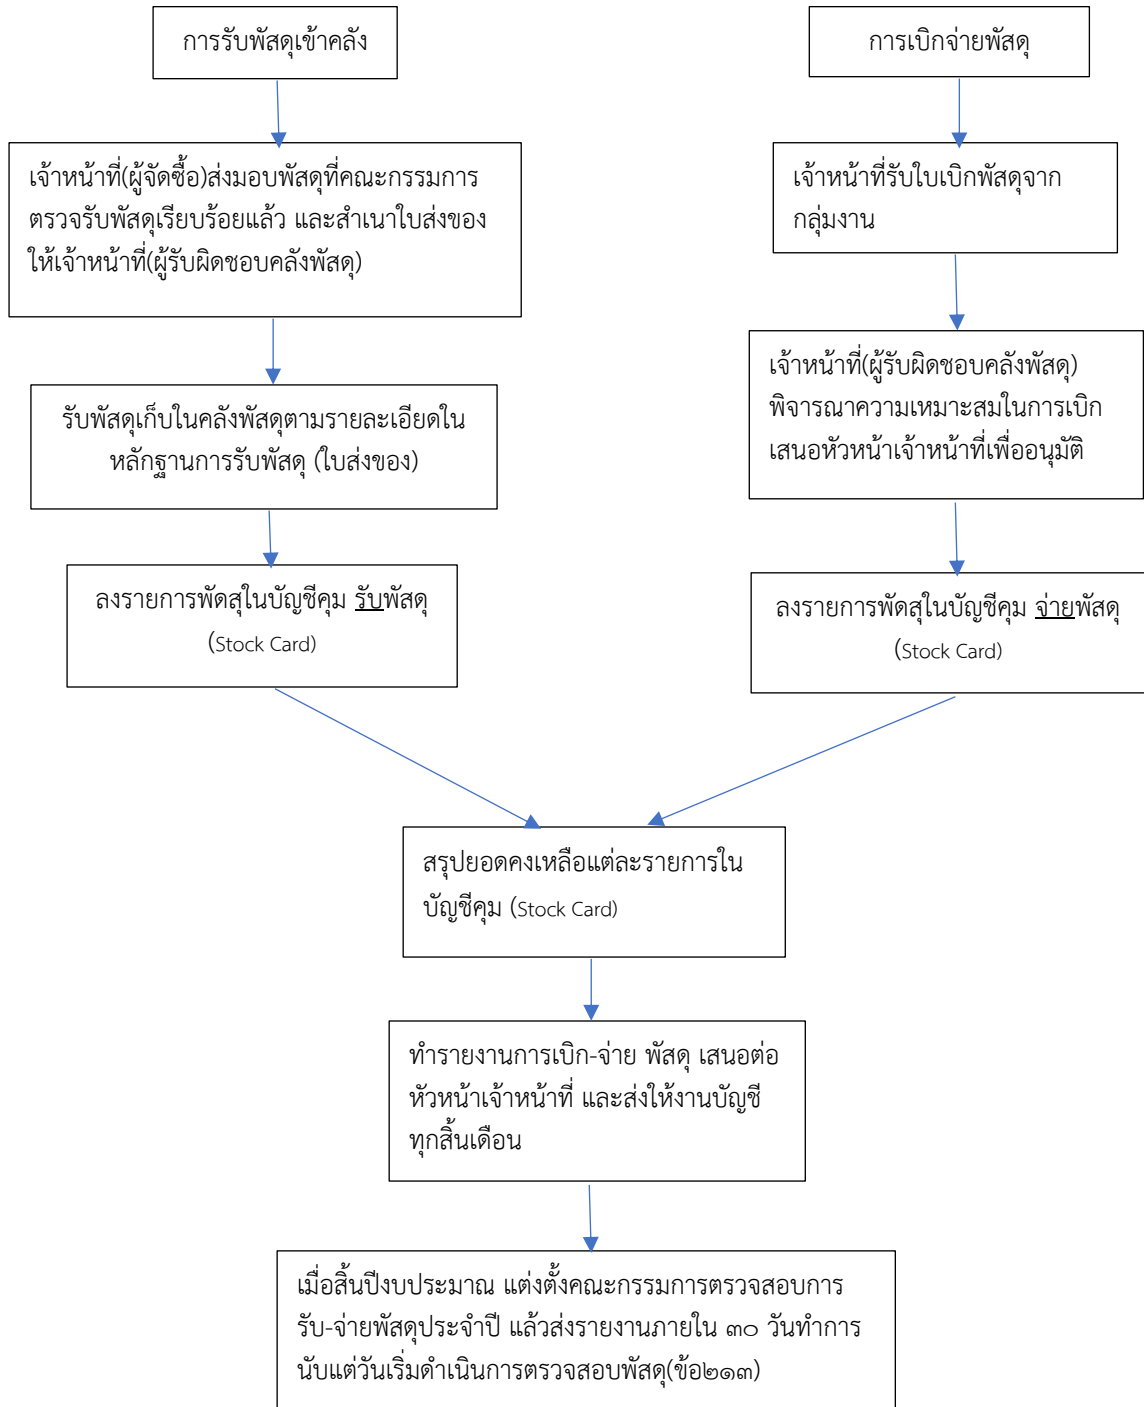 การรับพัสดุเข้าคลัง
เจ้าหน้าที่(ผู้จัดซื้อ)ส่งมอบพัสดุที่คณะกรรมการ
ตรวจรับพัสดุเรียบร้อยแล้ว และสำเนาใบส่งของ
ให้เจ้าหน้าที่(ผู้รับผิดชอบคลังพัสดุ)
รับพัสดุเก็บในคลังพัสดุตามรายละเอียดใน
หลักฐานการรับพัสดุ (ใบส่งของ)
ลงรายการพัดสุในบัญชีคุม รับพัสดุ
(Stock Card)
การเบิกจ่ายพัสดุ
เจ้าหน้าที่รับใบเบิกพัสดุจาก
กลุ่มงาน
เจ้าหน้าที่(ผู้รับผิดชอบคลังพัสดุ)
พิจารณาความเหมาะสมในการเบิก
เสนอหัวหน้าเจ้าหน้าที่เพื่ออนุมัติ
ลงรายการพัดสุในบัญชีคุม จ่ายพัสดุ
(Stock Card)
สรุปยอดคงเหลือแต่ละรายการใน
บัญชีคุม (Stock Card)
ทำรายงานการเบิก-จ่าย พัสดุ เสนอต่อ
หัวหน้าเจ้าหน้าที่ และส่งให้งานบัญชี
ทุกสิ้นเดือน
เมื่อสิ้นปีงบประมาณ แต่งตั้งคณะกรรมการตรวจสอบการ
รับ-จ่ายพัสดุประจำปี แล้วส่งรายงานภายใน ๓๐ วันทำการ
นับแต่วันเริ่มดำเนินการตรวจสอบพัสดุ(ข้อ๒๑๓)